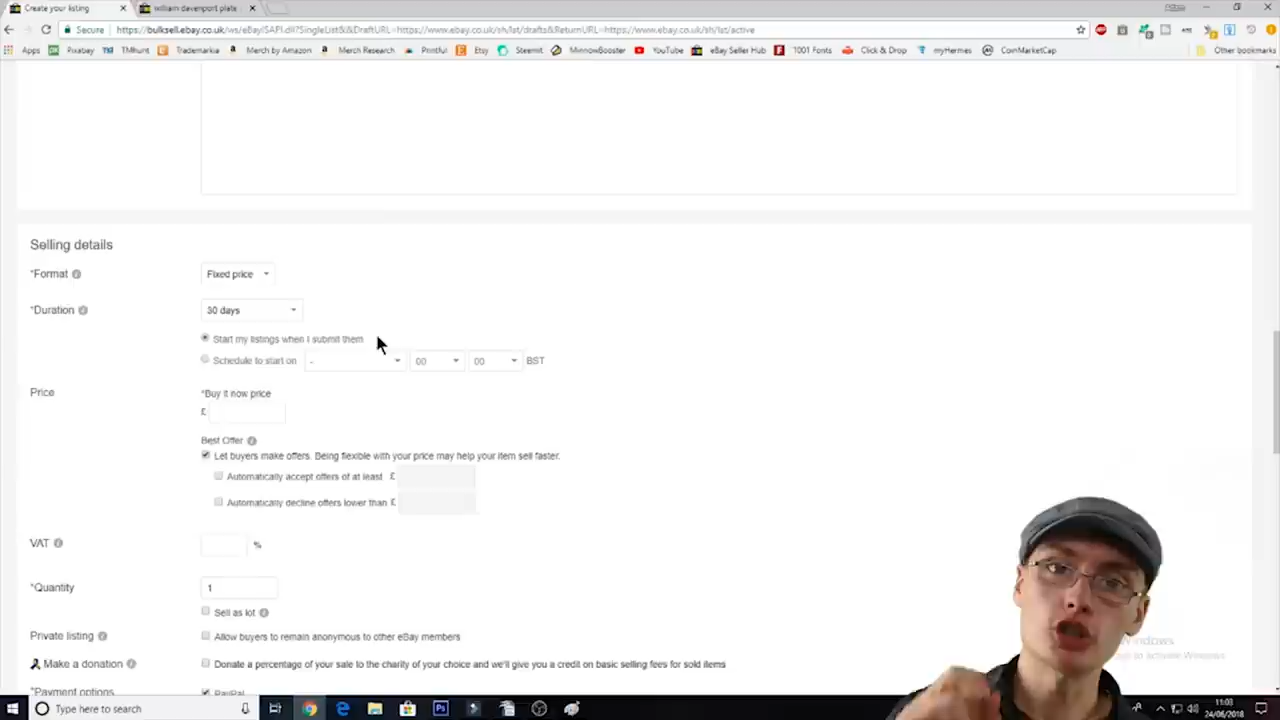 Create your listing
william davenport plate
Secure https://bulksell.ebay.co.uk/ws/eBayISAPI.dll?SingleList&&DraftURL=https://www.ebay.co.uk/sh/lst/drafts&ReturnURL=https://www.ebay.co.uk/sh/lst/active
Apps Pixabay TMhunt Trademarkia Merch by Amazon Merch Research Printful Etsy Steemit MinnowBooster YouTube eBay Seller Hub 1001 Fonts Click & Drop myHermes CoinMarketCap Other bookmarks
Selling details
*Format Fixed price
*Duration 30 days
Start my listings when I submit them
Schedule to start on - 00 00 BST
Price *Buy it now price
£
Best Offer
Let buyers make offers. Being flexible with your price may help your item sell faster.
Automatically accept offers of at least £
Automatically decline offers lower than £
VAT %
*Quantity 1
Sell as lot
Private listing Allow buyers to remain anonymous to other eBay members
Make a donation Donate a percentage of your sale to the charity of your choice and we'll give you a credit on basic selling fees for sold items
*Payment options PayPal
to Activate Windows
Type here to search
11:03
24/06/2018